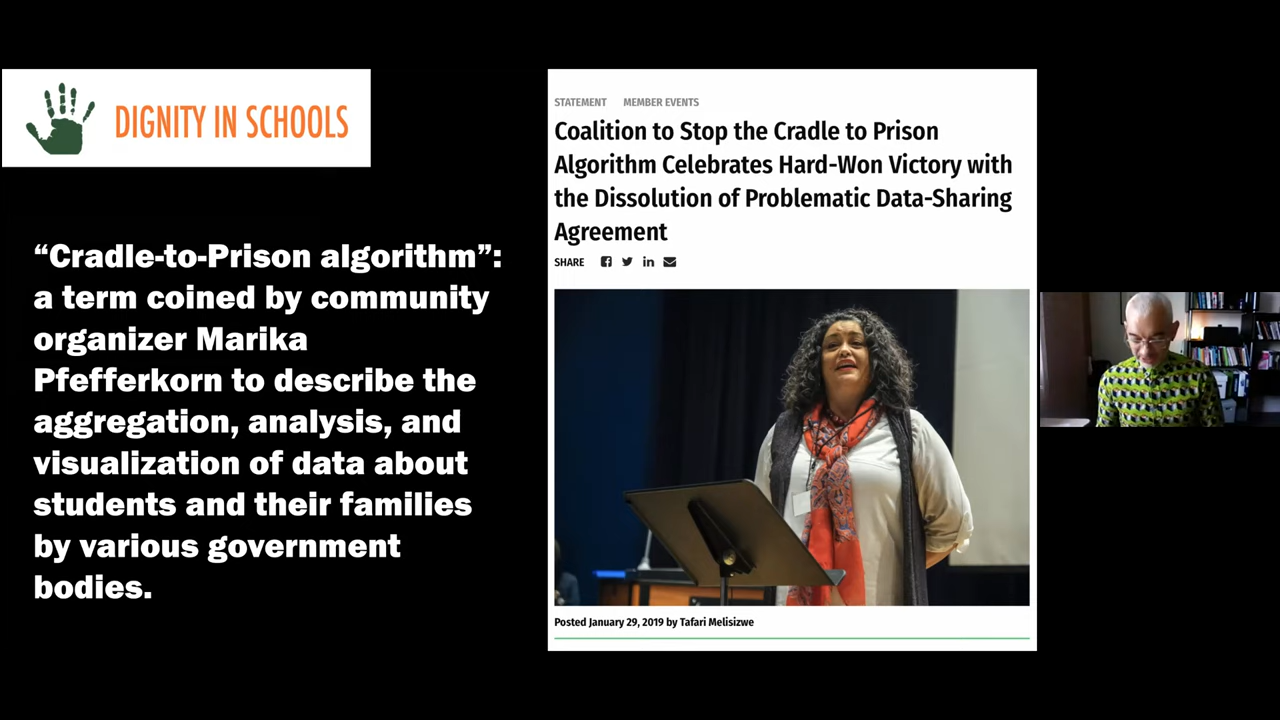 DIGNITY IN SCHOOLS
“Cradle-to-Prison algorithm”:
a term coined by community
organizer Marika
Pfefferkorn to describe the
aggregation, analysis, and
visualization of data about
students and their families
by various government
bodies.
STATEMENT MEMBER EVENTS
Coalition to Stop the Cradle to Prison
Algorithm Celebrates Hard-Won Victory with
the Dissolution of Problematic Data-Sharing
Agreement
SHARE
Posted January 29, 2019 by Tafari Melisizwe